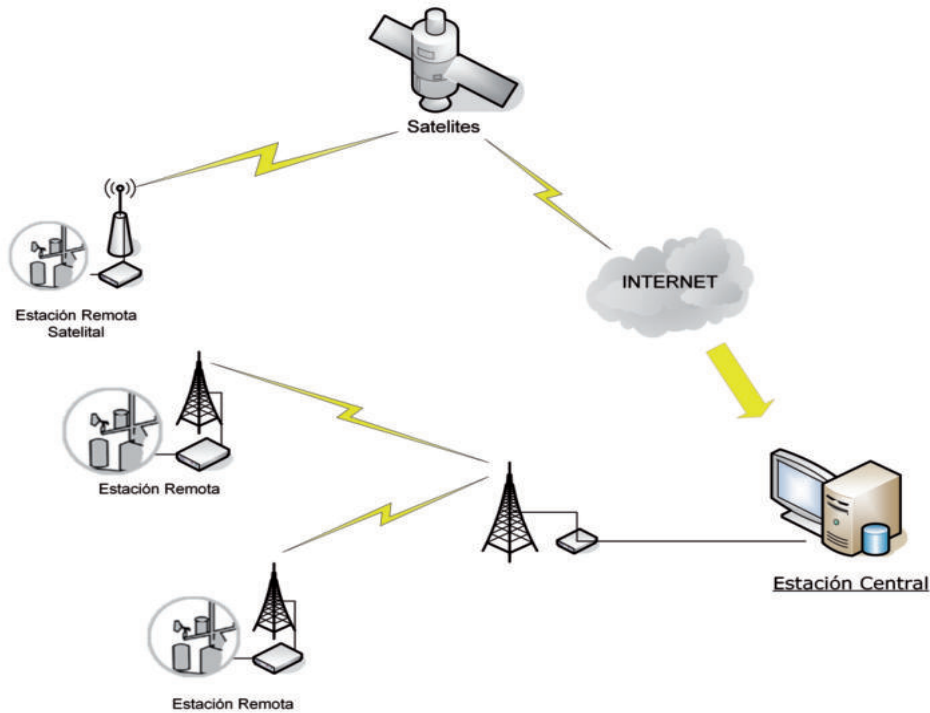 Satelites
INTERNET
Estación Remota
Satelital
Estación Remota
Estación Central
Estación Remota